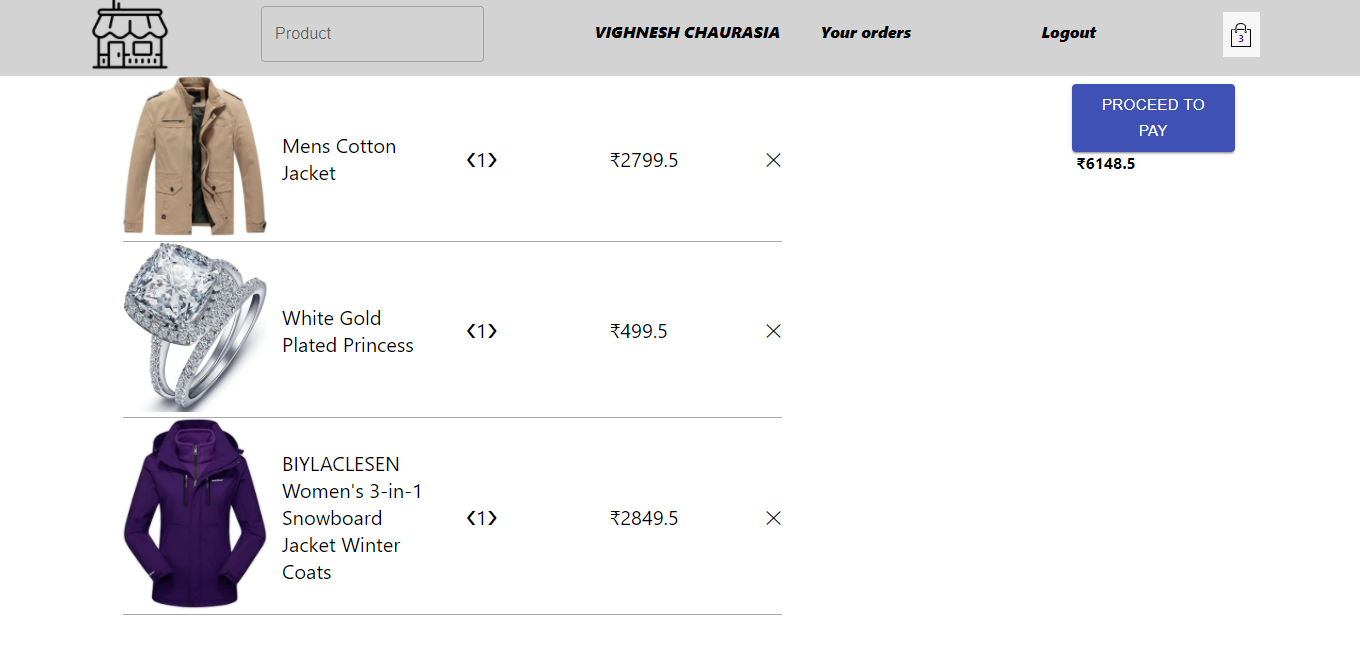 Product
VIGHNESH CHAURASIA
Your orders
Logout
3
Mens Cotton
Jacket
❮1❯
₹2799.5
PROCEED TO
PAY
₹6148.5
White Gold
Plated Princess
❮1❯
₹499.5
BIYLACLESEN
Women's 3-in-1
Snowboard
Jacket Winter
Coats
❮1❯
₹2849.5